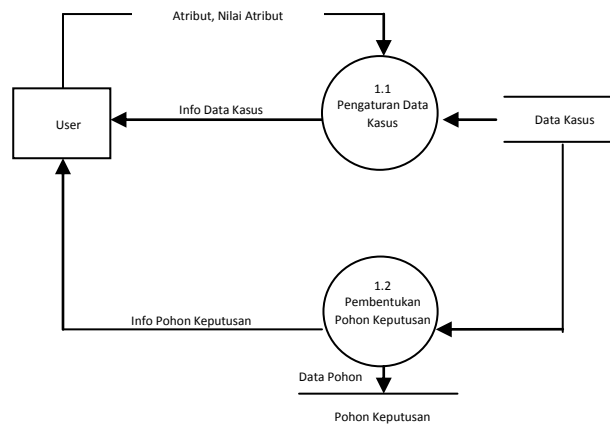 Atribut, Nilai Atribut
1.1
Pengaturan Data
Kasus
Info Data Kasus
User
Data Kasus
1.2
Pembentukan
Pohon Keputusan
Info Pohon Keputusan
Data Pohon
Pohon Keputusan